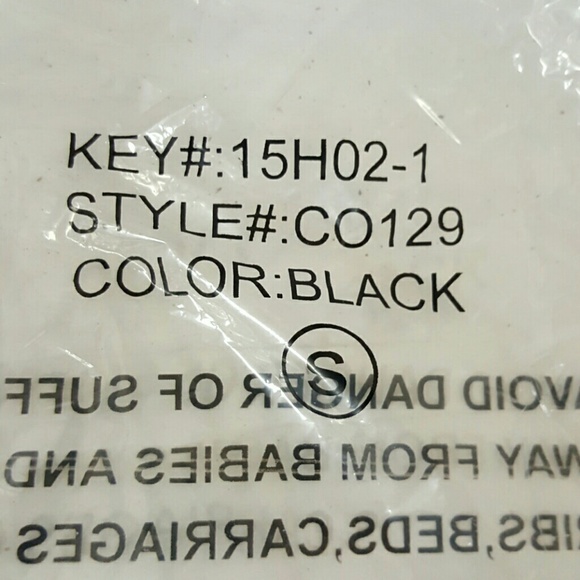 KEY#:15H02-1
STYLE#:CO129
COLOR:BLACK
S
AVOID DANGER OF SUFF
WAY FROM BABIES AND
RIBS,BEDS,CARRIAGES